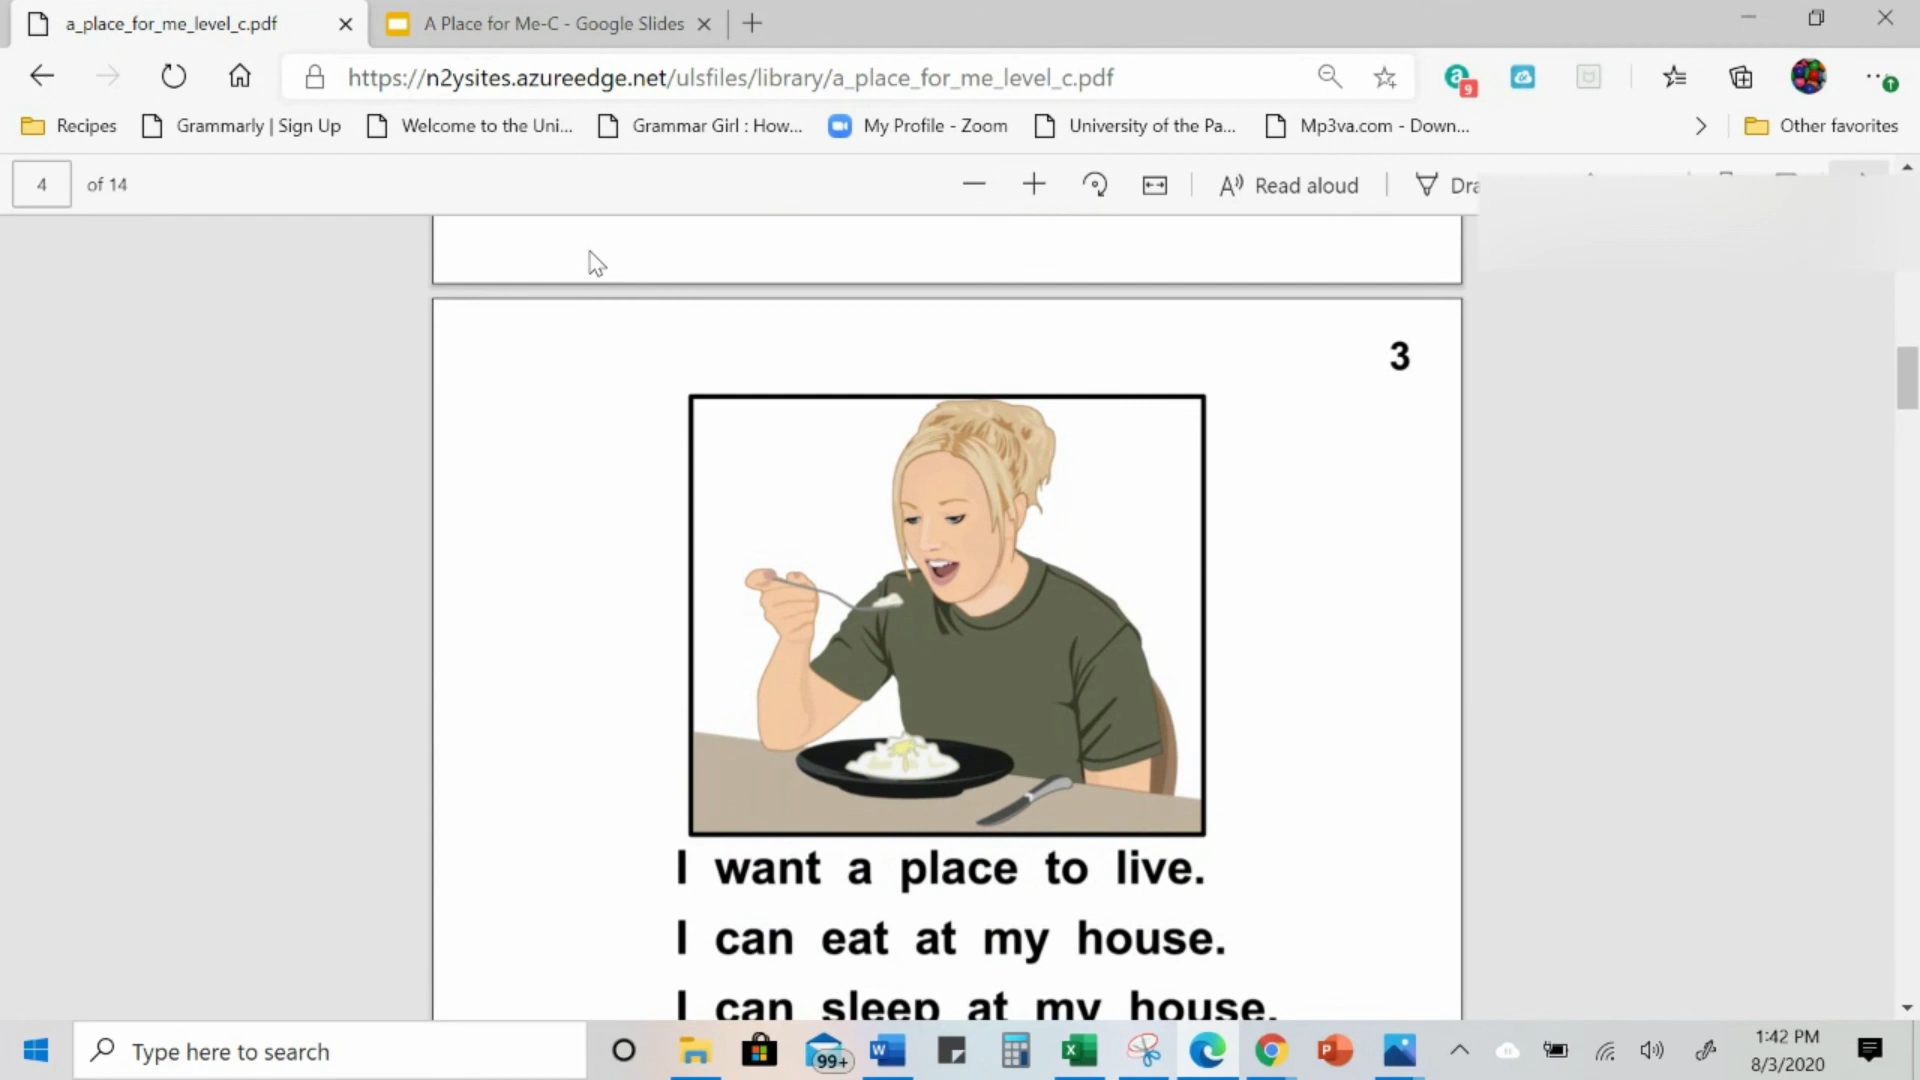 a_place_for_me_level_c.pdf
A Place for Me-C - Google Slides
https://n2ysites.azureedge.net/ulsfiles/library/a_place_for_me_level_c.pdf
9
Recipes
Grammarly | Sign Up
Welcome to the Uni...
Grammar Girl : How...
My Profile - Zoom
University of the Pa...
Mp3va.com - Down...
Other favorites
4 of 14
Read aloud
Dra
3
I want a place to live.
I can eat at my house.
I can sleep at my house.
Type here to search
99+
1:42 PM
8/3/2020